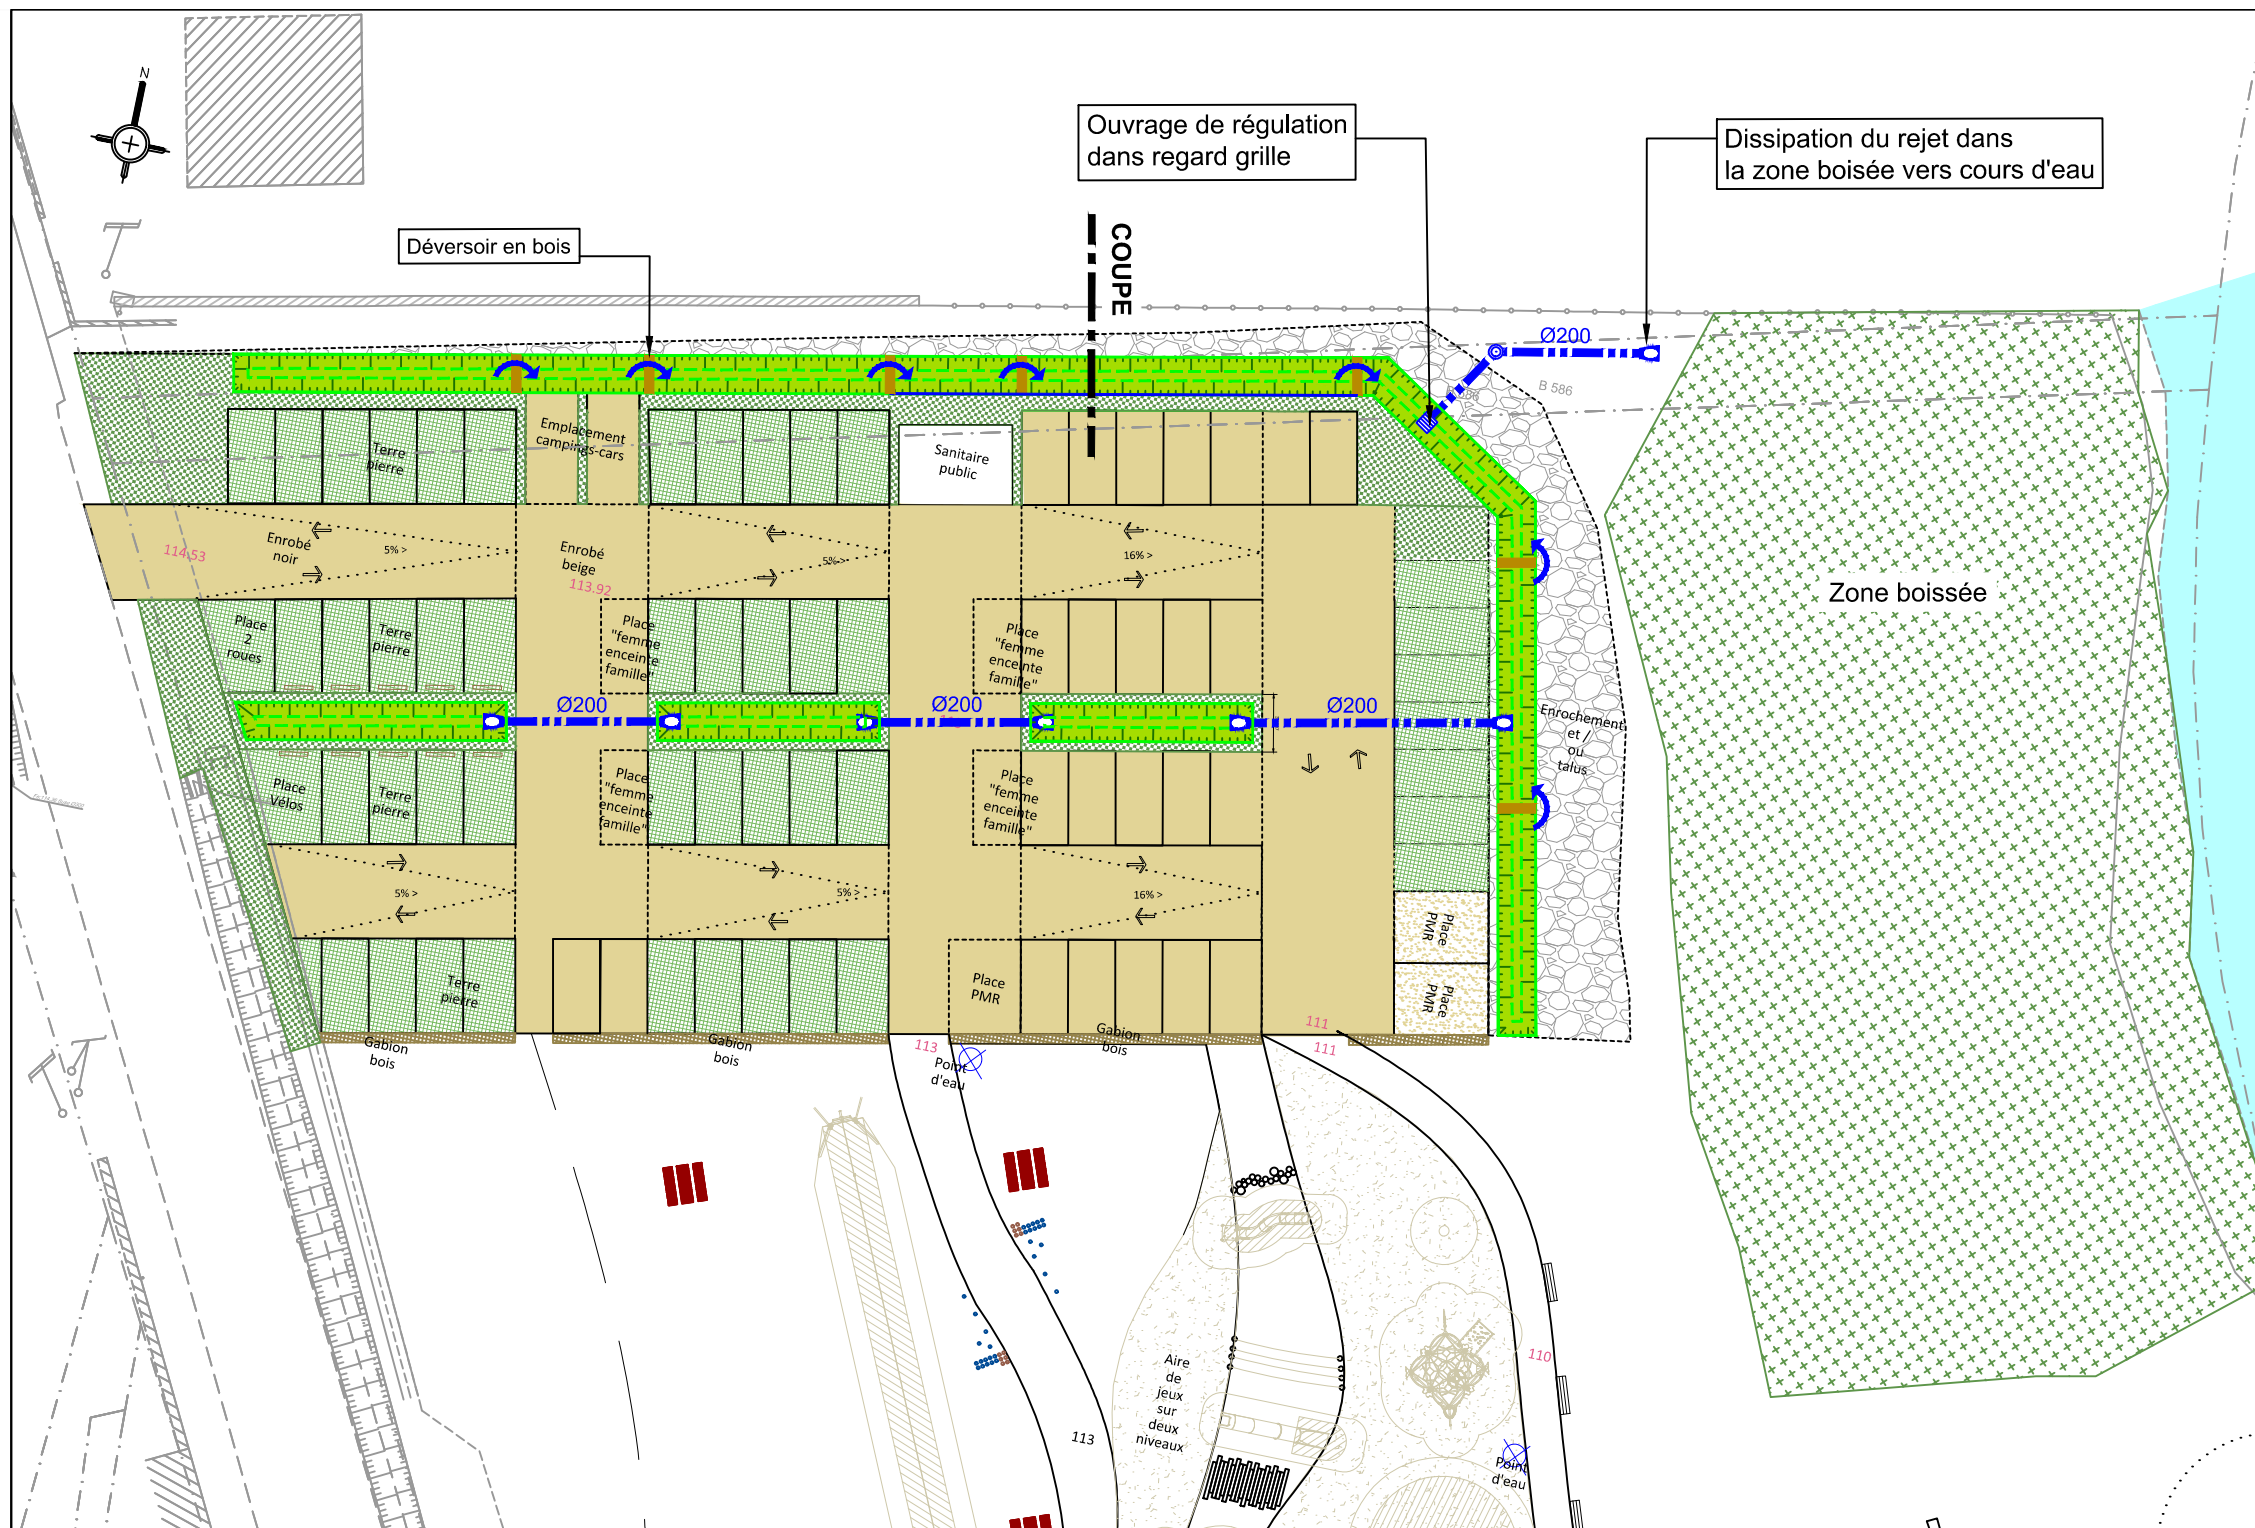 N
Ouvrage de régulation
dans regard grille
Dissipation du rejet dans
la zone boisée vers cours d'eau
Déversoir en bois
COUPE
Ø200
B 586
Terre
pierre
Emplacement
campings-cars
Sanitaire
public
114.53
Enrobé
noir
5% >
Enrobé
beige
113.92
5% >
16% >
Zone boissée
Place
2
roues
Terre
pierre
Place
"femme
enceinte
famille"
Place
"femme
enceinte
famille"
Ø200
Ø200
Ø200
Enrochement
et /
ou
talus
Place
Vélos
Terre
pierre
Place
"femme
enceinte
famille"
Place
"femme
enceinte
famille"
5% >
5% >
16% >
Place
PMR
Place
PMR
Terre
pierre
Place
PMR
Gabion
bois
Gabion
bois
Gabion
bois
113
Point
d'eau
111
111
110
Aire
de
jeux
sur
deux
niveaux
113
Point
d'eau